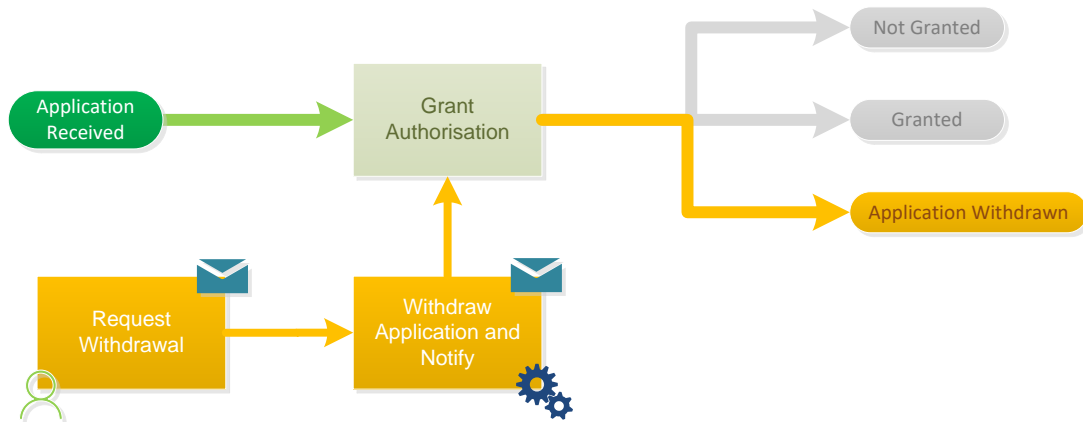 Not Granted
Application
Received
Grant
Authorisation
Granted
Application Withdrawn
Request
Withdrawal
Withdraw
Application and
Notify